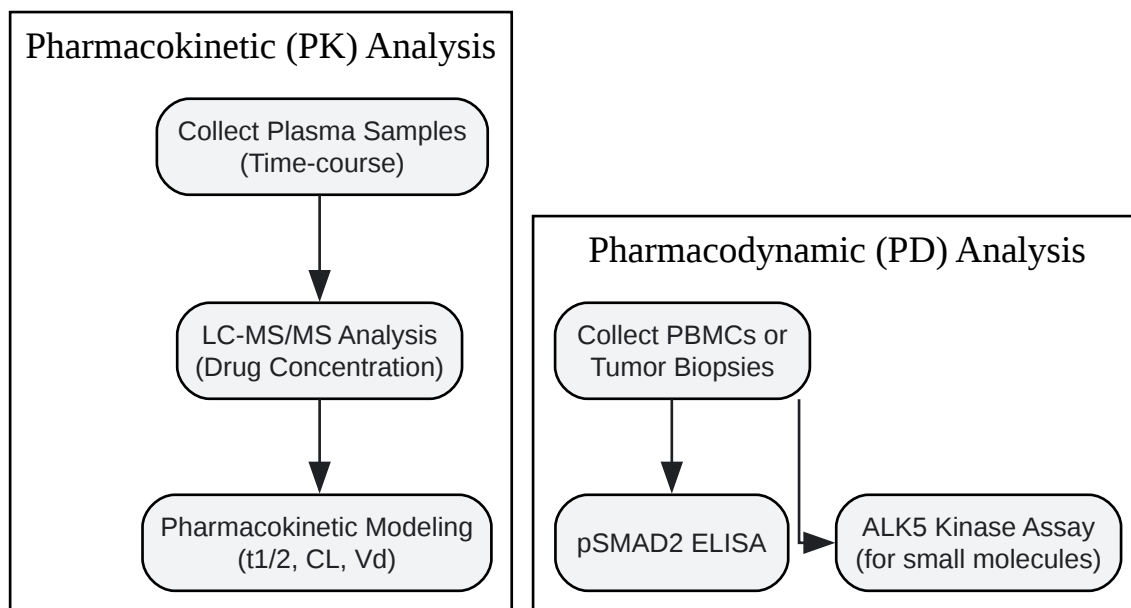 Pharmacokinetic (PK) Analysis
Collect Plasma Samples
(Time-course)
LC-MS/MS Analysis
(Drug Concentration)
Pharmacokinetic Modeling
(t1/2, CL, Vd)
Pharmacodynamic (PD) Analysis
Collect PBMCs or
Tumor Biopsies
pSMAD2 ELISA
ALK5 Kinase Assay
(for small molecules)